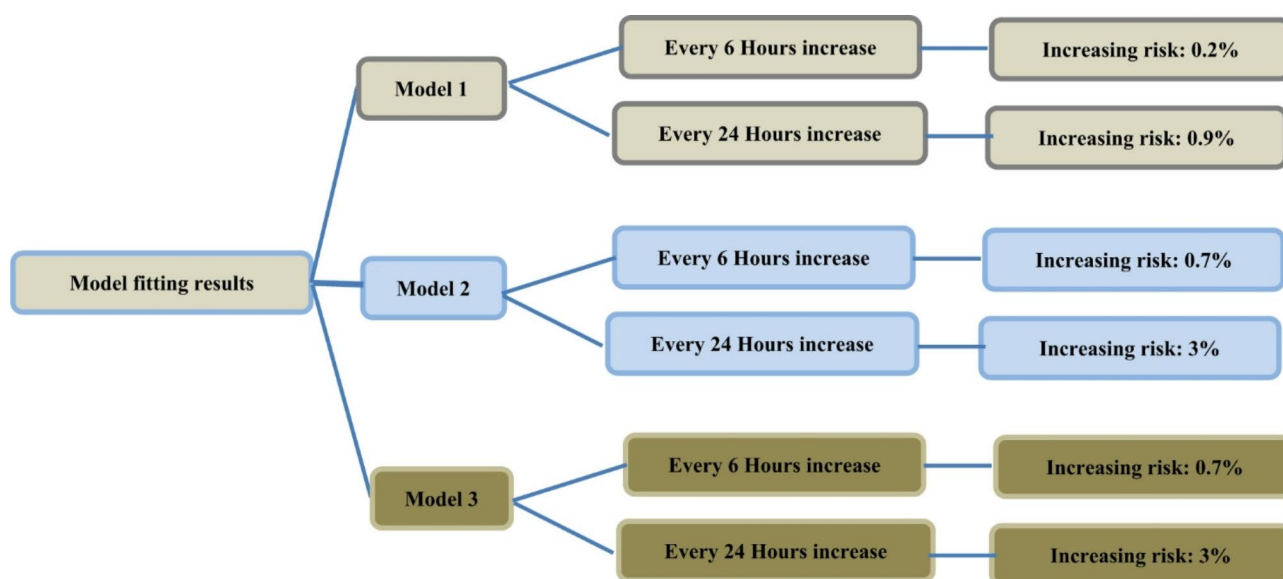 Model fitting results
Model 1
Every 6 Hours increase
Increasing risk: 0.2%
Every 24 Hours increase
Increasing risk: 0.9%
Model 2
Every 6 Hours increase
Increasing risk: 0.7%
Every 24 Hours increase
Increasing risk: 3%
Model 3
Every 6 Hours increase
Increasing risk: 0.7%
Every 24 Hours increase
Increasing risk: 3%